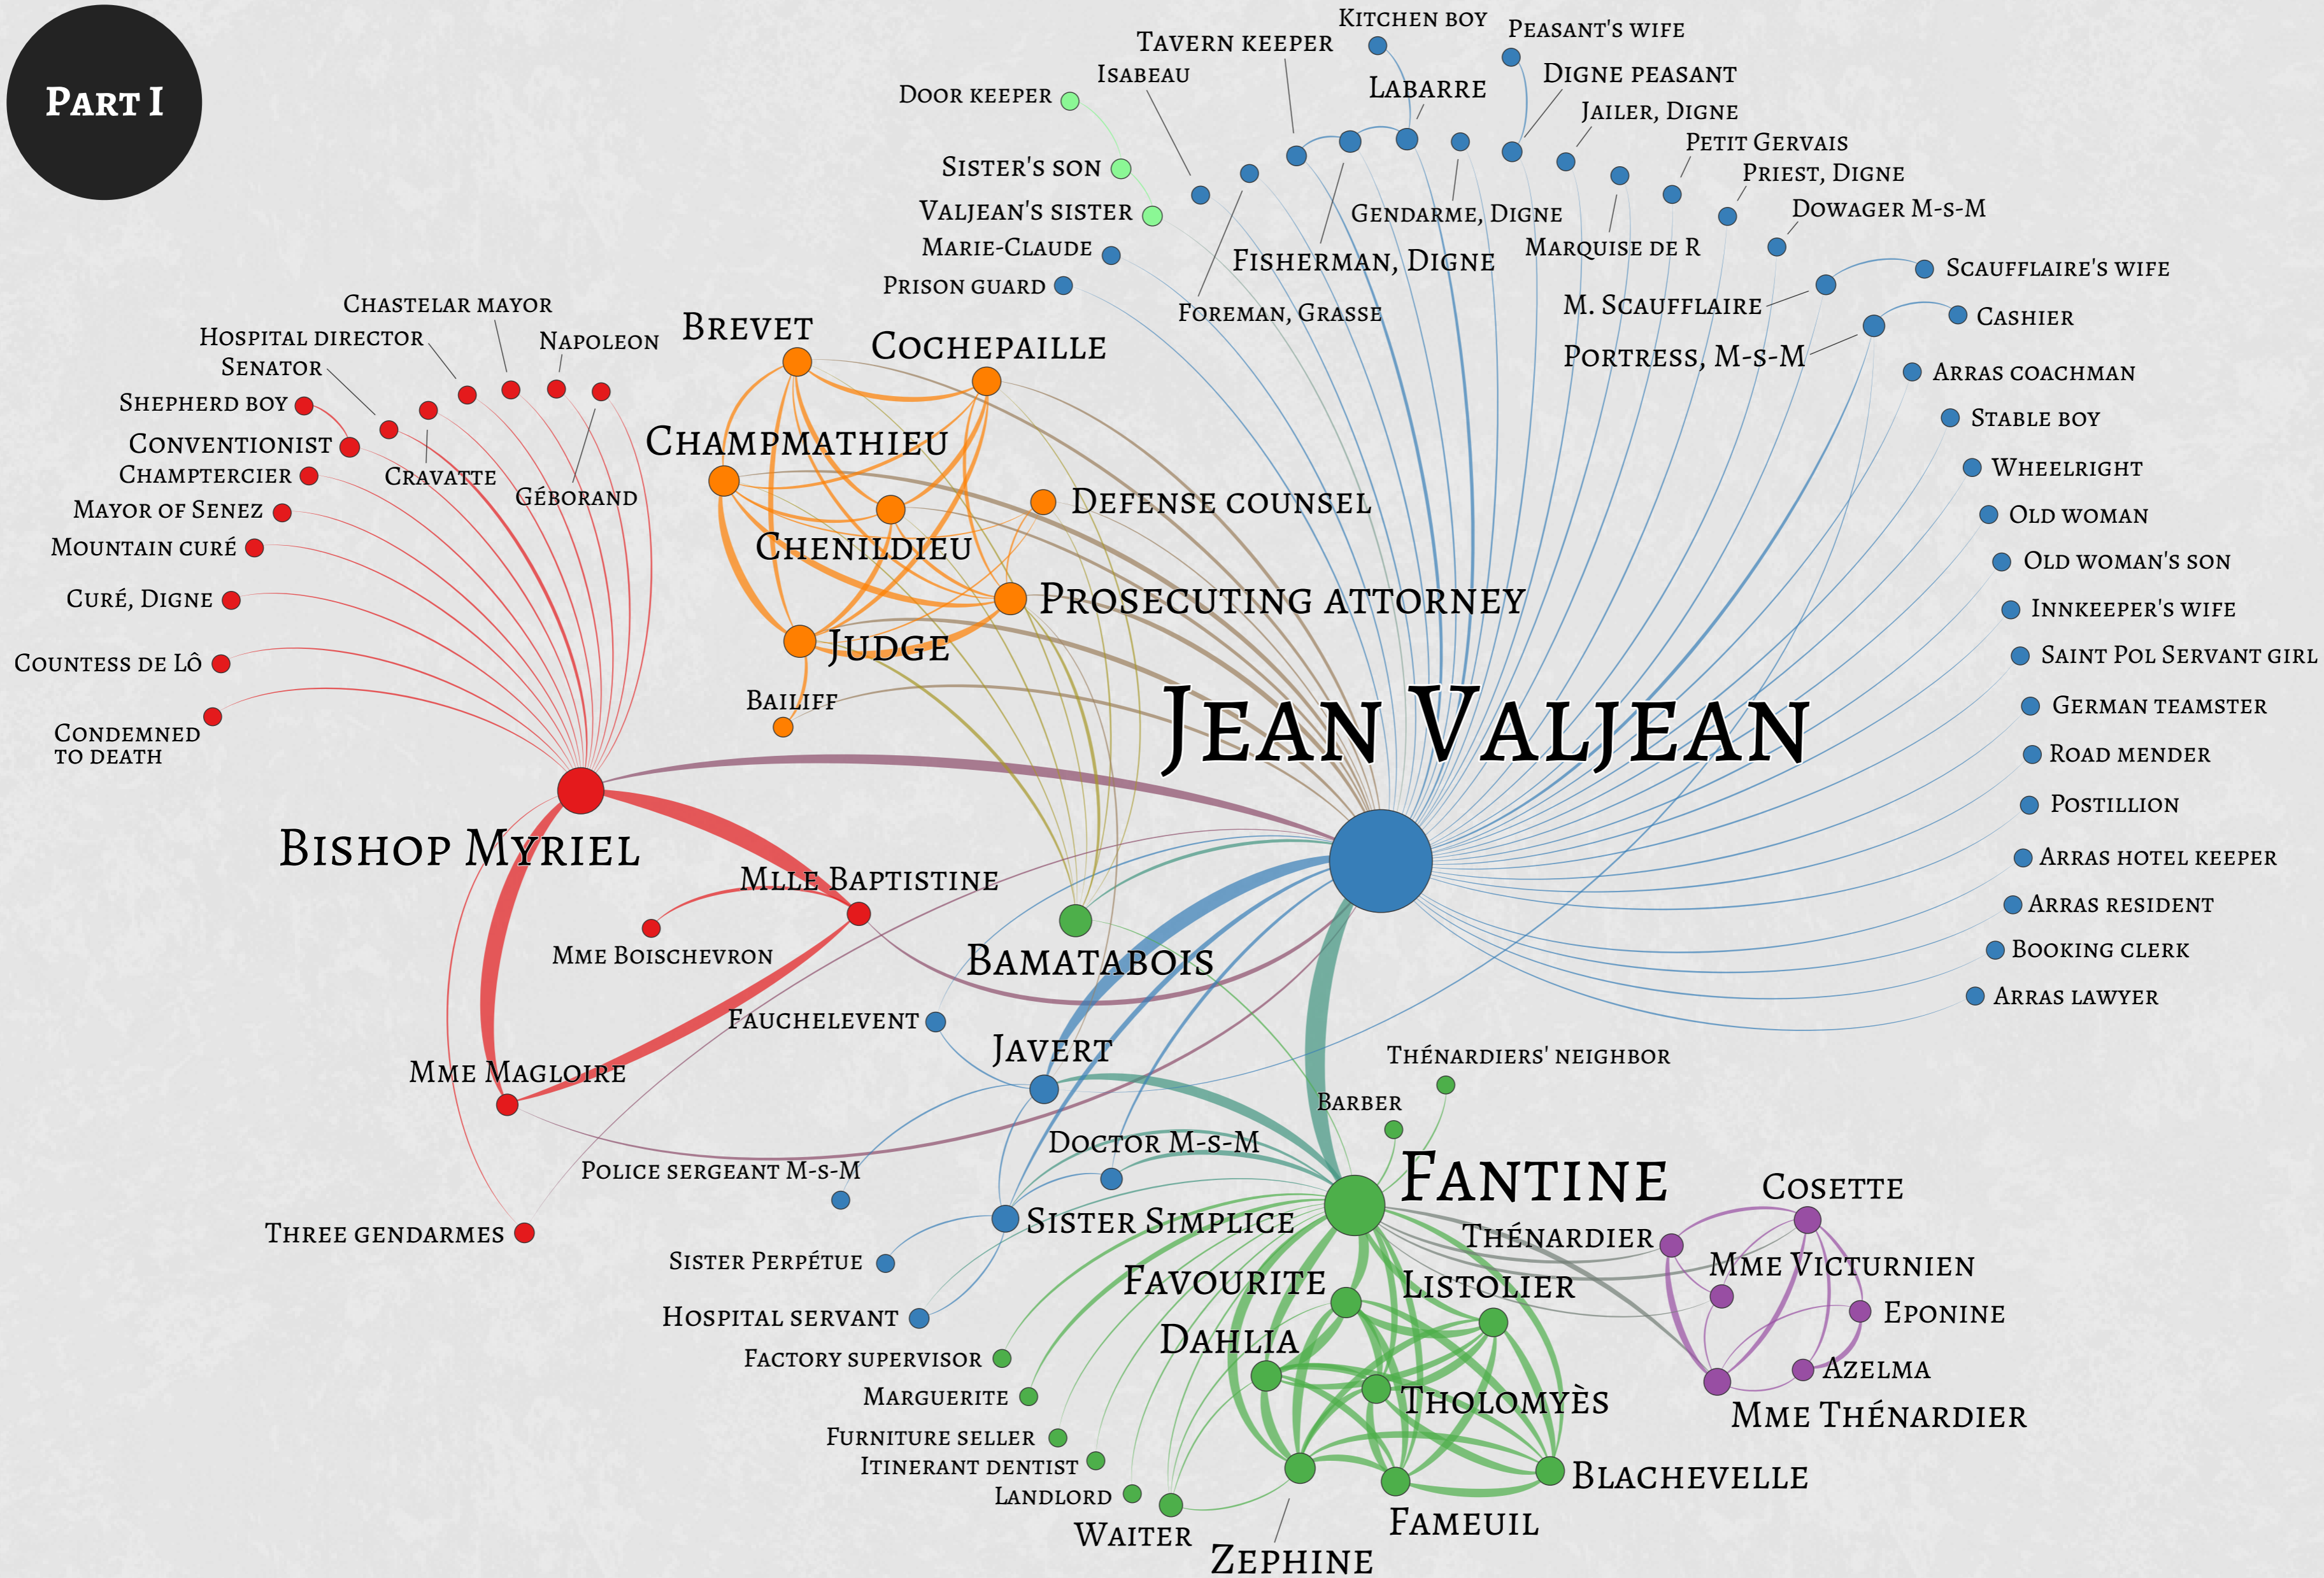 Part I
Kitchen boy
Peasant's wife
Tavern keeper
Isabeau
Digne peasant
Labarre
Door keeper
Jailer, Digne
Petit Gervais
Sister's son
Priest, Digne
Valjean's sister
Gendarme, Digne
Dowager M-s-M
Marie-Claude
Fisherman, Digne
Marquise de R
Scaufflaire's wife
Prison guard
Foreman, Grasse
M. Scaufflaire
Cashier
Portress, M-s-M
Arras coachman
Stable boy
Wheelright
Old woman
Old woman's son
Innkeeper's wife
Saint Pol Servant girl
German teamster
Road mender
Postillion
Arras hotel keeper
Arras resident
Booking clerk
Arras lawyer
Chastelar mayor
Hospital director
Napoleon
Senator
Shepherd boy
Conventionist
Champtercier
Cravatte
Géborand
Mayor of Senez
Mountain curé
Curé, Digne
Countess de Lô
Condemned
to death
Brevet
Cochepaille
Champmathieu
Defense counsel
Chenildieu
Prosecuting attorney
Judge
Bailiff
Jean Valjean
Bishop Myriel
Mlle Baptistine
Mme Boischevron
Bamatabois
Fauchelevent
Javert
Mme Magloire
Thénardiers' neighbor
Barber
Doctor M-s-M
Police sergeant M-s-M
Fantine
Cosette
Three gendarmes
Sister Simplice
Thénardier
Sister Perpétue
Mme Victurnien
Favourite
Listolier
Hospital servant
Eponine
Dahlia
Factory supervisor
Azelma
Marguerite
Tholomyès
Mme Thénardier
Furniture seller
Itinerant dentist
Landlord
Blachevelle
Waiter
Fameuil
Zephine